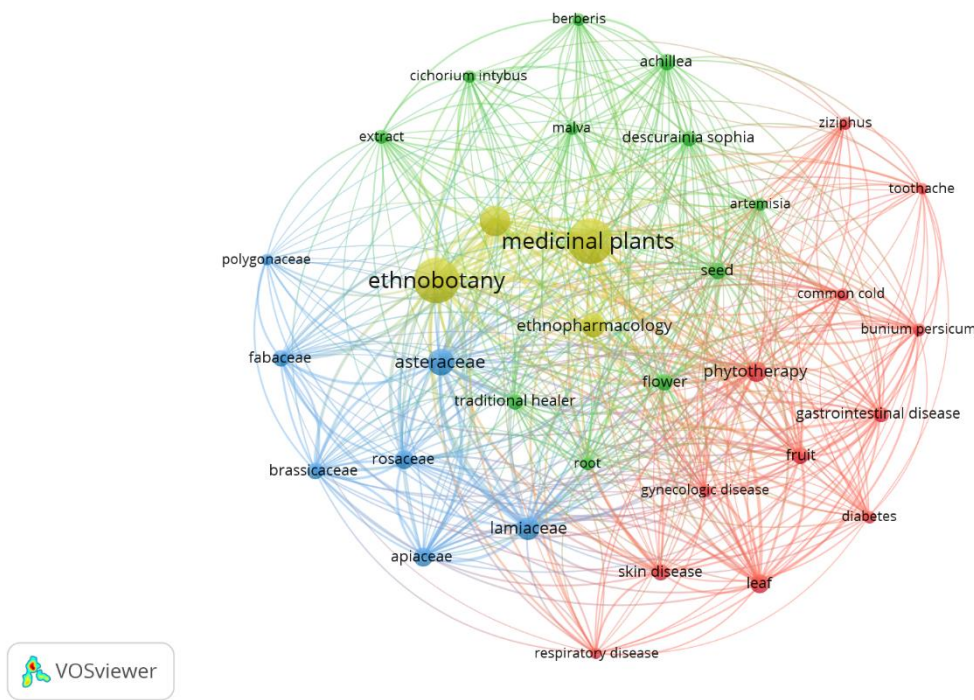 berberis
achillea
cichorium intybus
ziziphus
malva
extract
descurainia sophia
toothache
artemisia
medicinal plants
polygonaceae
seed
ethnobotany
common cold
ethnopharmacology
bunium persicum
fabaceae
asteraceae
phytotherapy
flower
traditional healer
gastrointestinal disease
rosaceae
fruit
brassicaceae
root
gynecologic disease
diabetes
lamiaceae
apiaceae
skin disease
leaf
respiratory disease
VOSviewer